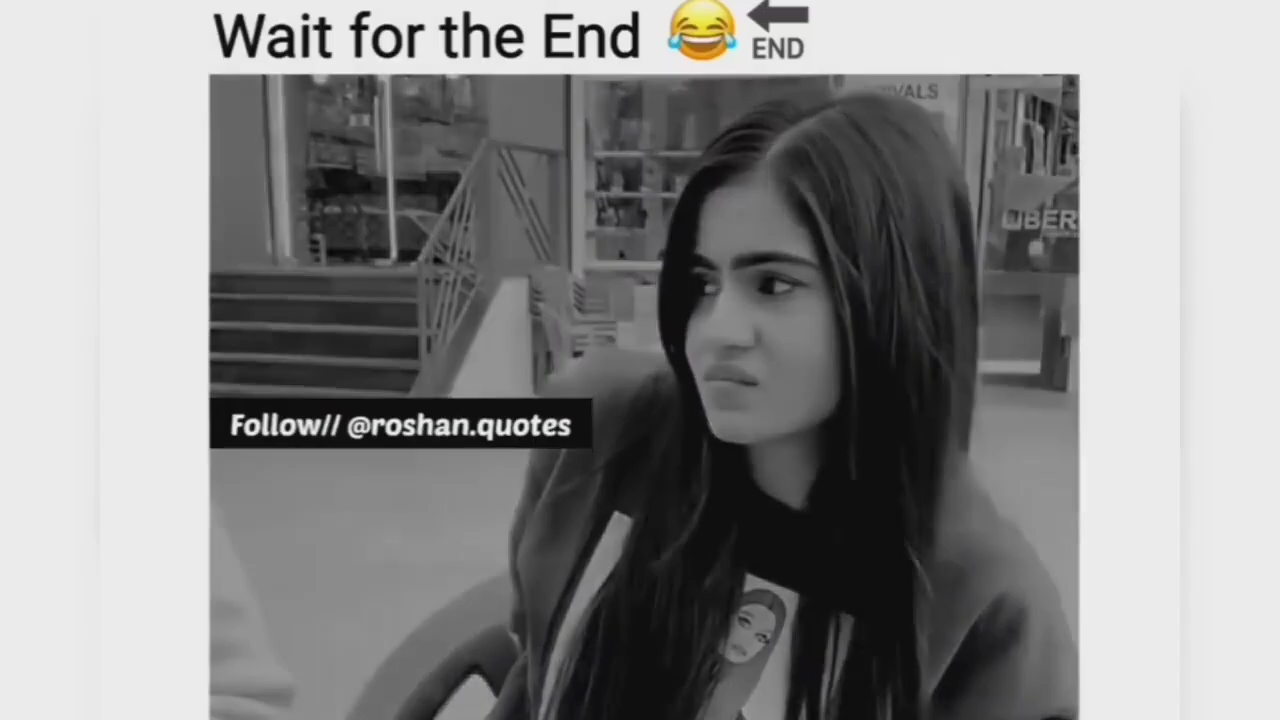 Wait for the End 😂 🔙
END
VALS
UBER
Follow// @roshan.quotes